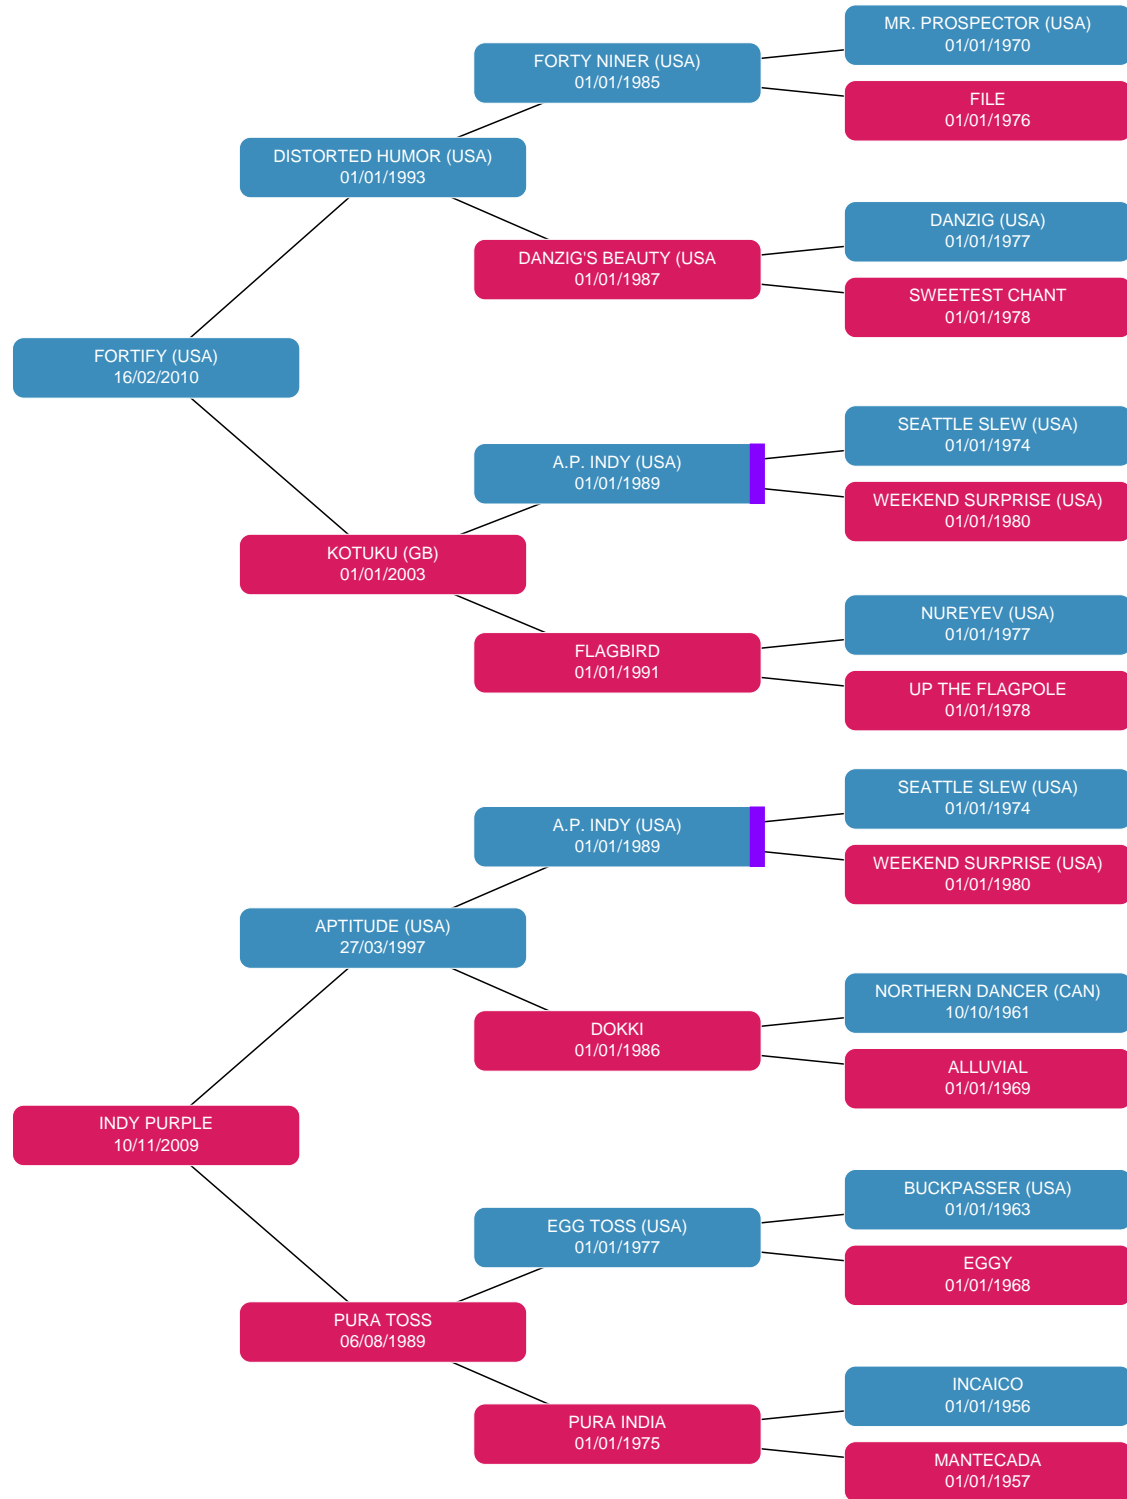 MR. PROSPECTOR (USA)
01/01/1970
FORTY NINER (USA)
01/01/1985
FILE
01/01/1976
DISTORTED HUMOR (USA)
01/01/1993
DANZIG (USA)
01/01/1977
DANZIG'S BEAUTY (USA
01/01/1987
SWEETEST CHANT
01/01/1978
FORTIFY (USA)
16/02/2010
SEATTLE SLEW (USA)
01/01/1974
A.P. INDY (USA)
01/01/1989
WEEKEND SURPRISE (USA)
01/01/1980
KOTUKU (GB)
01/01/2003
NUREYEV (USA)
01/01/1977
FLAGBIRD
01/01/1991
UP THE FLAGPOLE
01/01/1978
SEATTLE SLEW (USA)
01/01/1974
A.P. INDY (USA)
01/01/1989
WEEKEND SURPRISE (USA)
01/01/1980
APTITUDE (USA)
27/03/1997
NORTHERN DANCER (CAN)
10/10/1961
DOKKI
01/01/1986
ALLUVIAL
01/01/1969
INDY PURPLE
10/11/2009
BUCKPASSER (USA)
01/01/1963
EGG TOSS (USA)
01/01/1977
EGGY
01/01/1968
PURA TOSS
06/08/1989
INCAICO
01/01/1956
PURA INDIA
01/01/1975
MANTECADA
01/01/1957